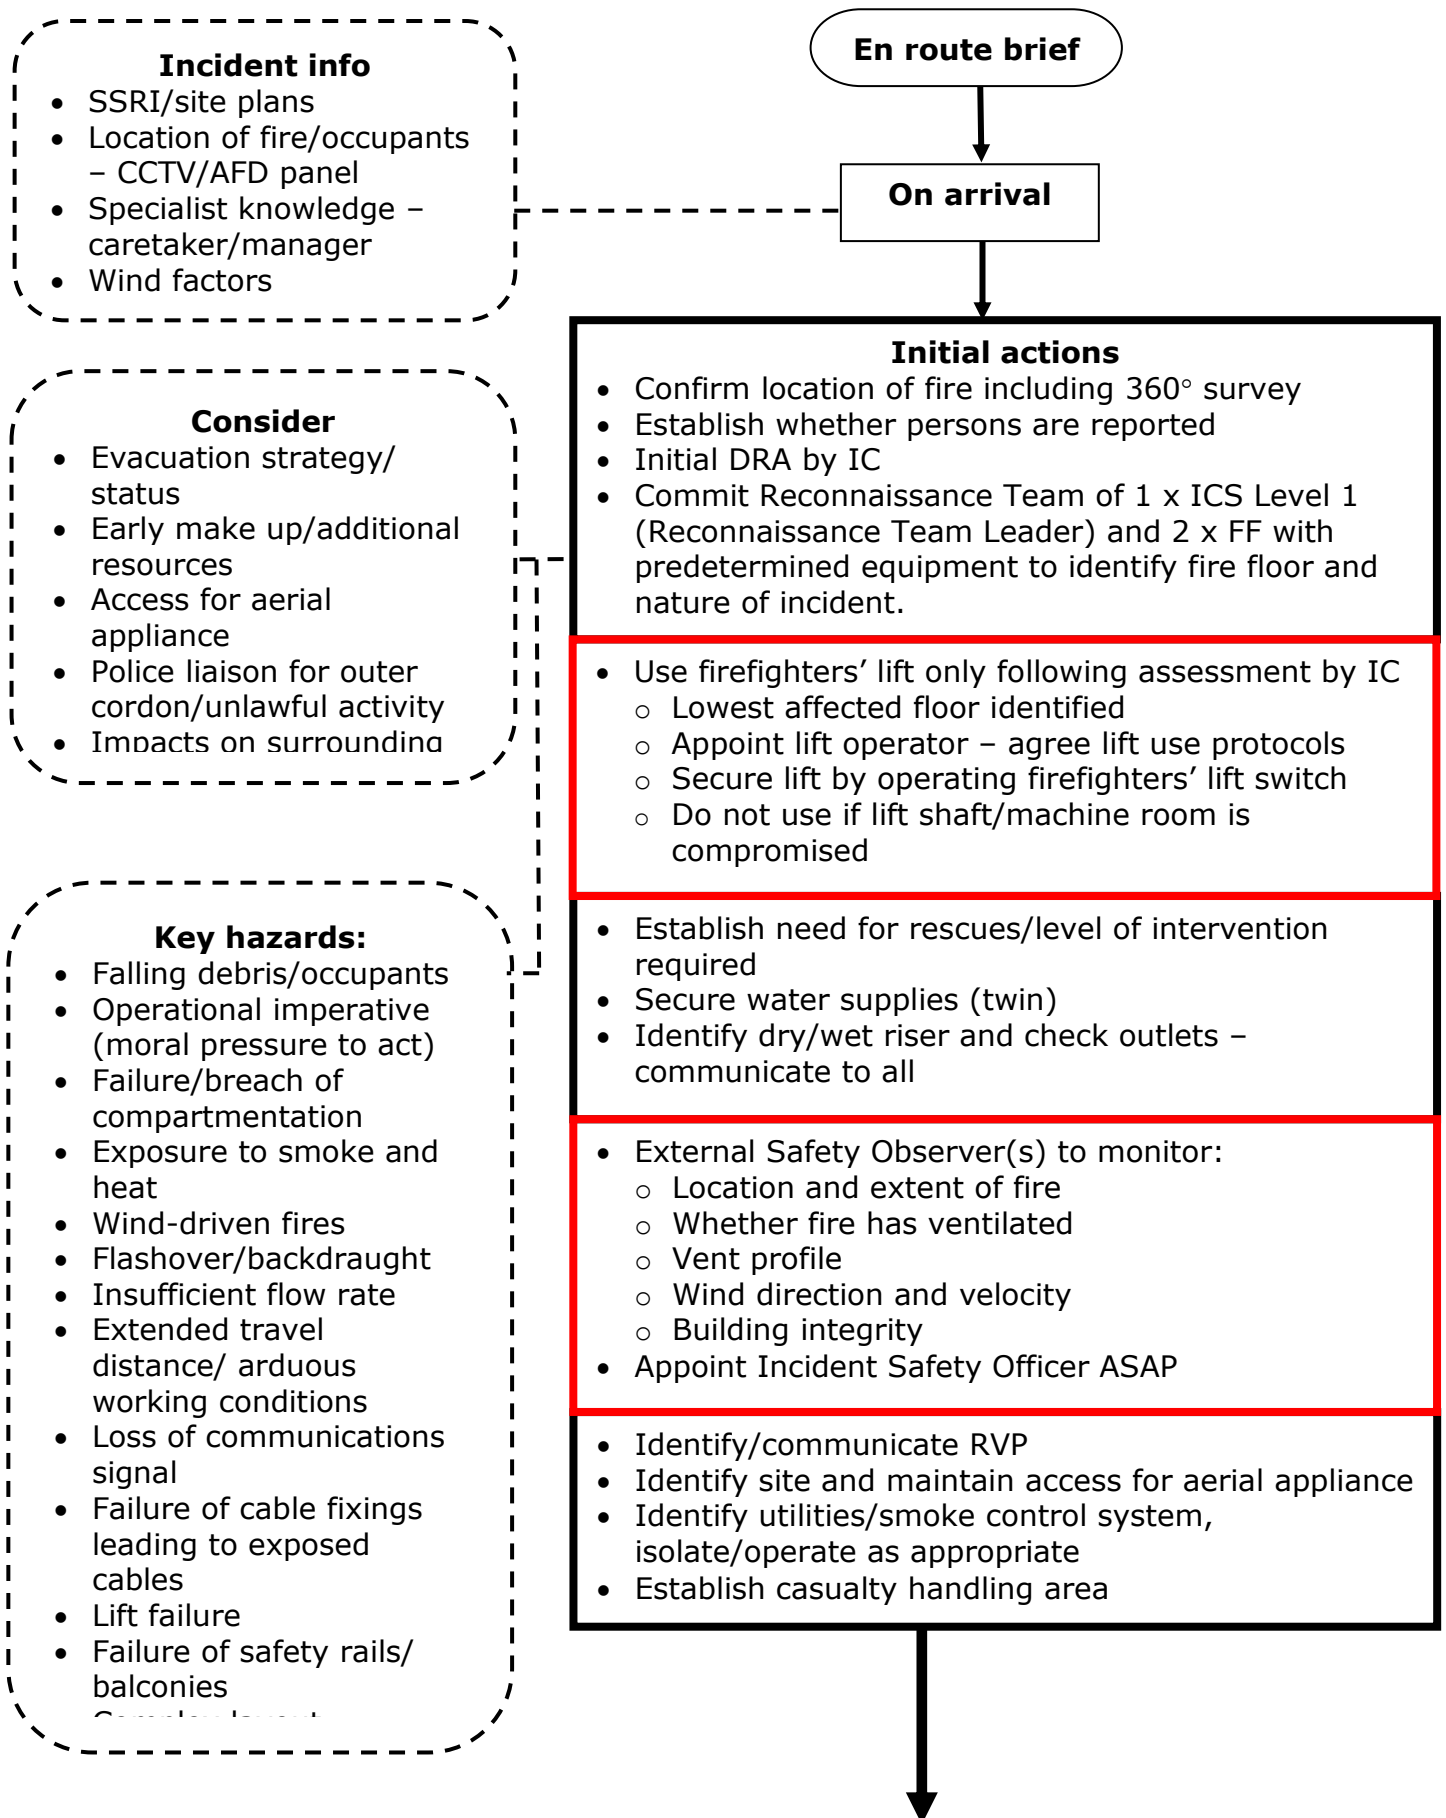 En route brief
On arrival
Incident info
• SSRI/site plans
• Location of fire/occupants
– CCTV/AFD panel
• Specialist knowledge –
caretaker/manager
• Wind factors
Consider
• Evacuation strategy/
status
• Early make up/additional
resources
• Access for aerial
appliance
• Police liaison for outer
cordon/unlawful activity
• Impacts on surrounding
Key hazards:
• Falling debris/occupants
• Operational imperative
(moral pressure to act)
• Failure/breach of
compartmentation
• Exposure to smoke and
heat
• Wind-driven fires
• Flashover/backdraught
• Insufficient flow rate
• Extended travel
distance/ arduous
working conditions
• Loss of communications
signal
• Failure of cable fixings
leading to exposed
cables
• Lift failure
• Failure of safety rails/
balconies
Initial actions
• Confirm location of fire including 360° survey
• Establish whether persons are reported
• Initial DRA by IC
• Commit Reconnaissance Team of 1 x ICS Level 1
(Reconnaissance Team Leader) and 2 x FF with
predetermined equipment to identify fire floor and
nature of incident.
• Use firefighters’ lift only following assessment by IC
o Lowest affected floor identified
o Appoint lift operator – agree lift use protocols
o Secure lift by operating firefighters’ lift switch
o Do not use if lift shaft/machine room is
compromised
• Establish need for rescues/level of intervention
required
• Secure water supplies (twin)
• Identify dry/wet riser and check outlets –
communicate to all
• External Safety Observer(s) to monitor:
o Location and extent of fire
o Whether fire has ventilated
o Vent profile
o Wind direction and velocity
o Building integrity
• Appoint Incident Safety Officer ASAP
• Identify/communicate RVP
• Identify site and maintain access for aerial appliance
• Identify utilities/smoke control system,
isolate/operate as appropriate
• Establish casualty handling area